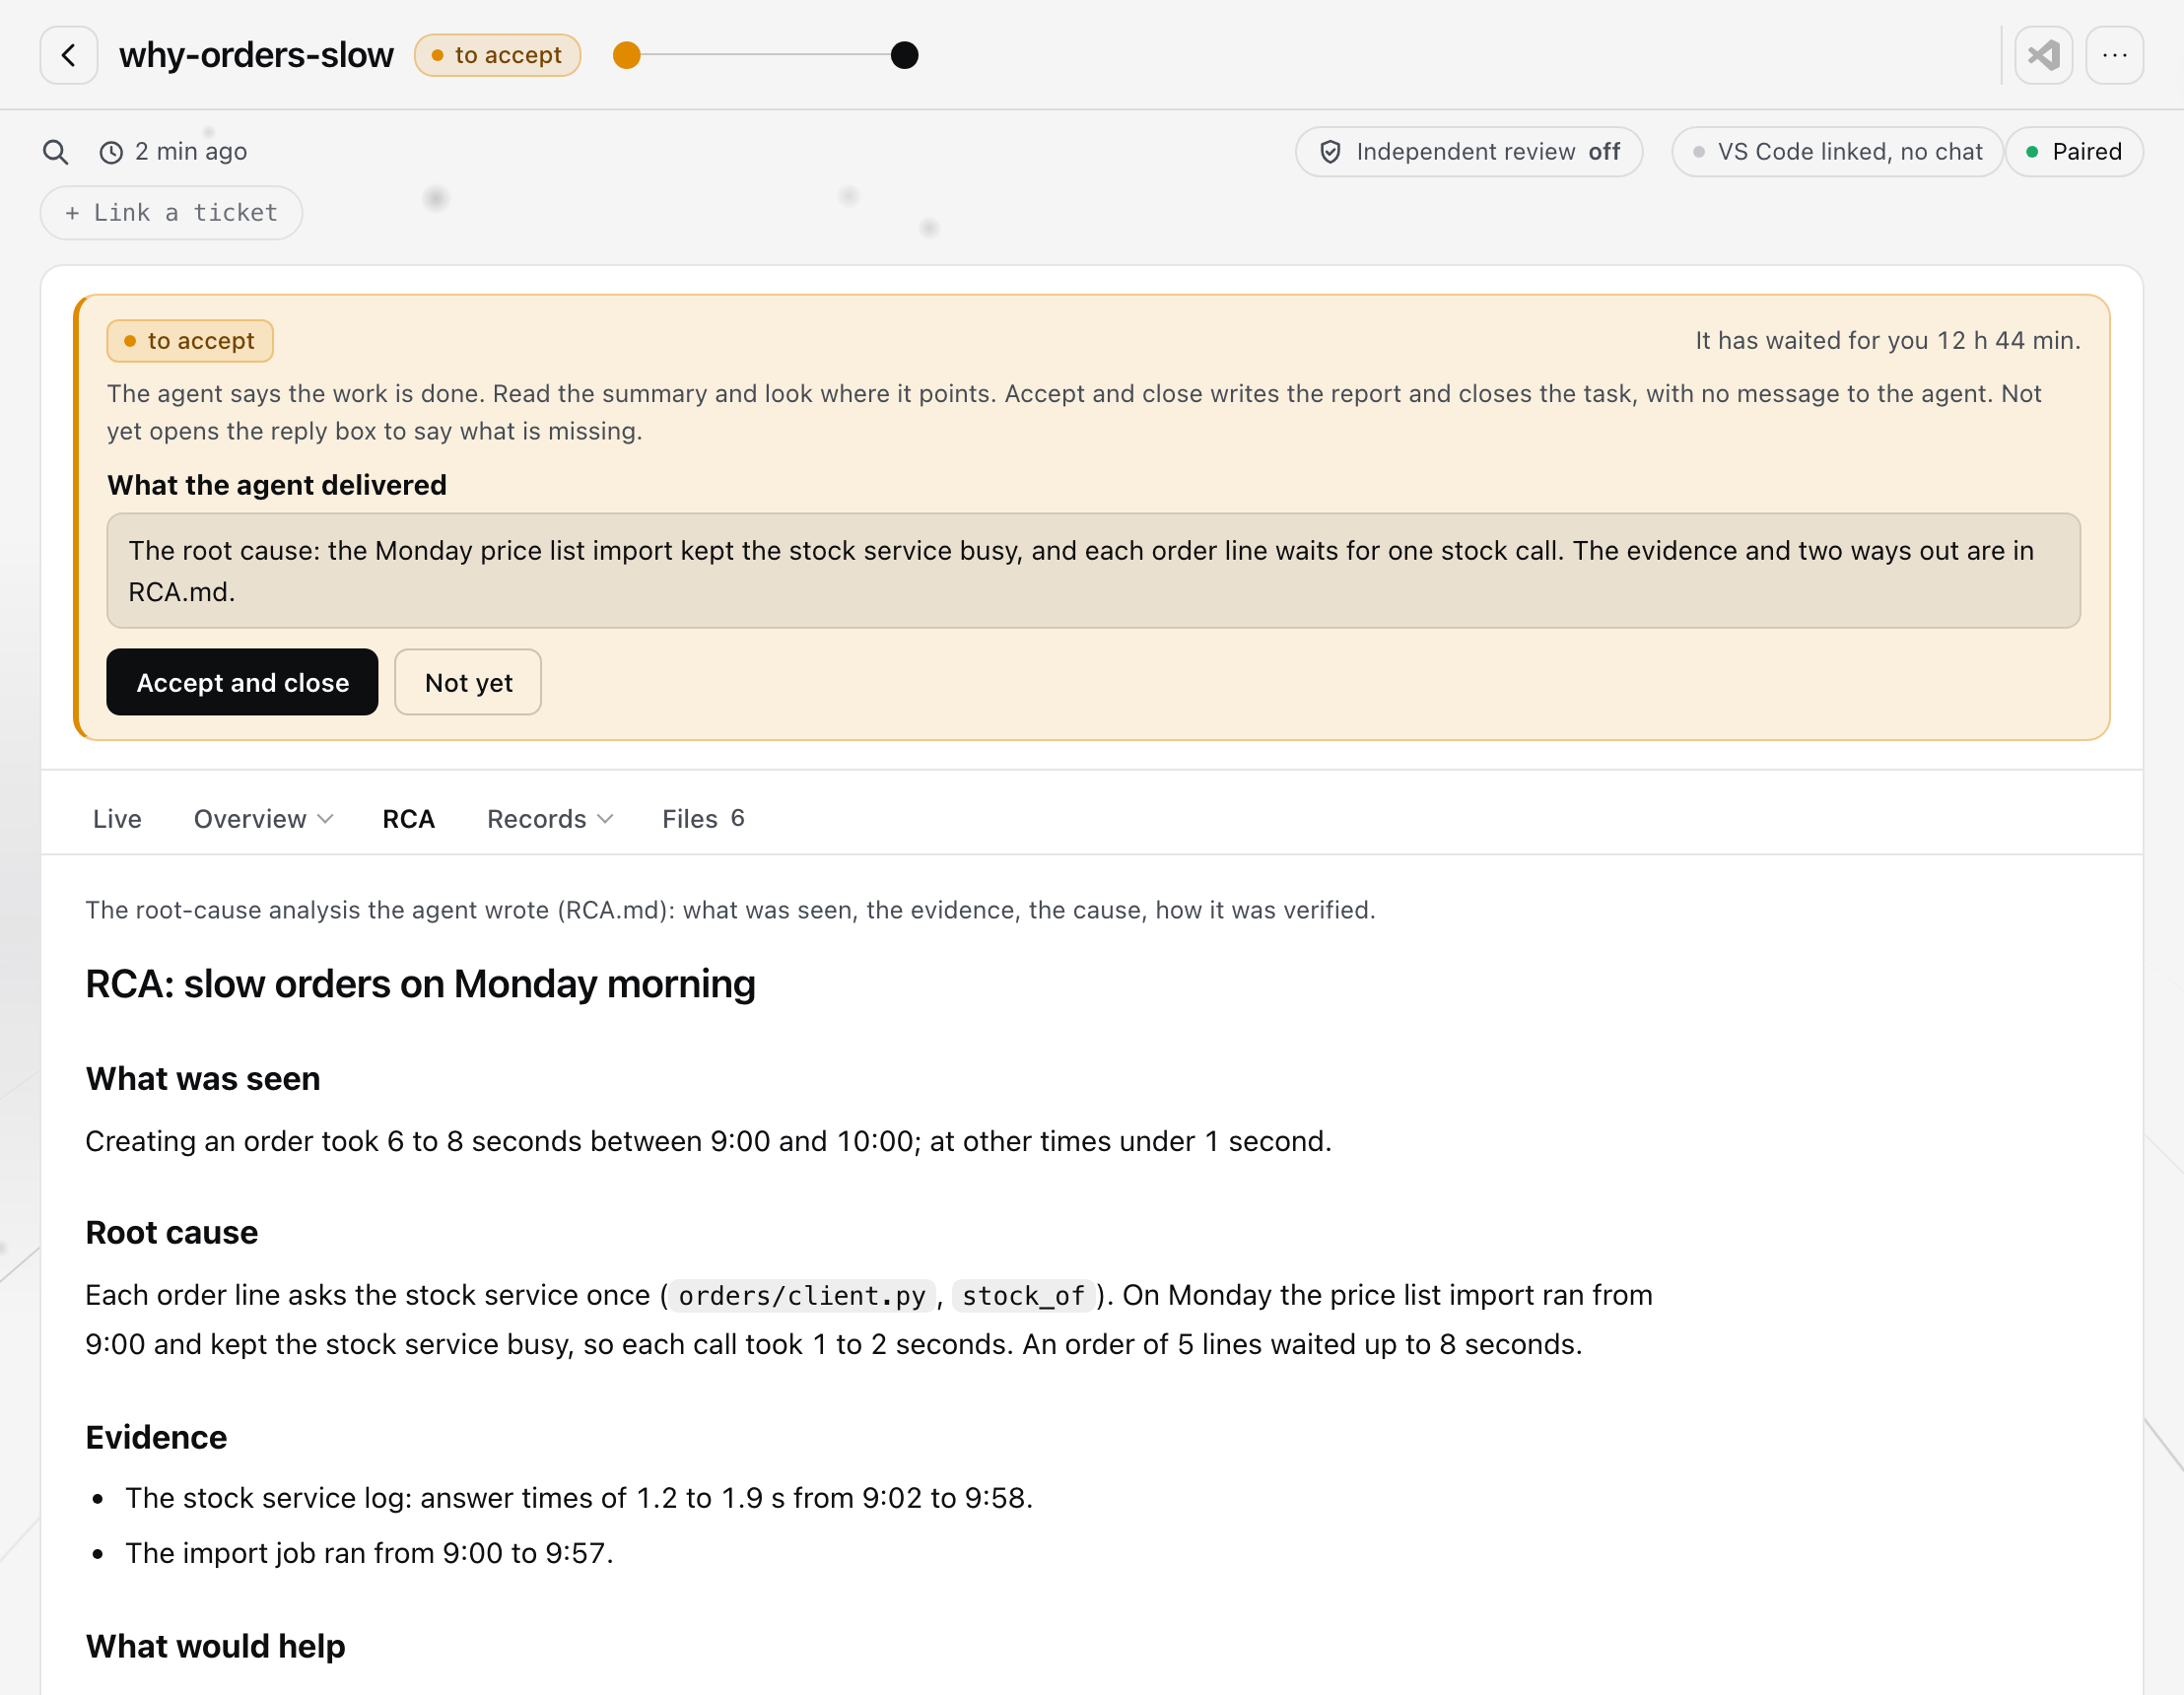 why-orders-slow
to accept
2 min ago
Independent review off
VS Code linked, no chat
Paired
+ Link a ticket
to accept
It has waited for you 12 h 44 min.
The agent says the work is done. Read the summary and look where it points. Accept and close writes the report and closes the task, with no message to the agent. Not
yet opens the reply box to say what is missing.
What the agent delivered
The root cause: the Monday price list import kept the stock service busy, and each order line waits for one stock call. The evidence and two ways out are in
RCA.md.
Accept and close
Not yet
Live
Overview
RCA
Records
Files 6
The root-cause analysis the agent wrote (RCA.md): what was seen, the evidence, the cause, how it was verified.
RCA: slow orders on Monday morning
What was seen
Creating an order took 6 to 8 seconds between 9:00 and 10:00; at other times under 1 second.
Root cause
Each order line asks the stock service once (orders/client.py, stock_of). On Monday the price list import ran from
9:00 and kept the stock service busy, so each call took 1 to 2 seconds. An order of 5 lines waited up to 8 seconds.
Evidence
• The stock service log: answer times of 1.2 to 1.9 s from 9:02 to 9:58.
• The import job ran from 9:00 to 9:57.
What would help